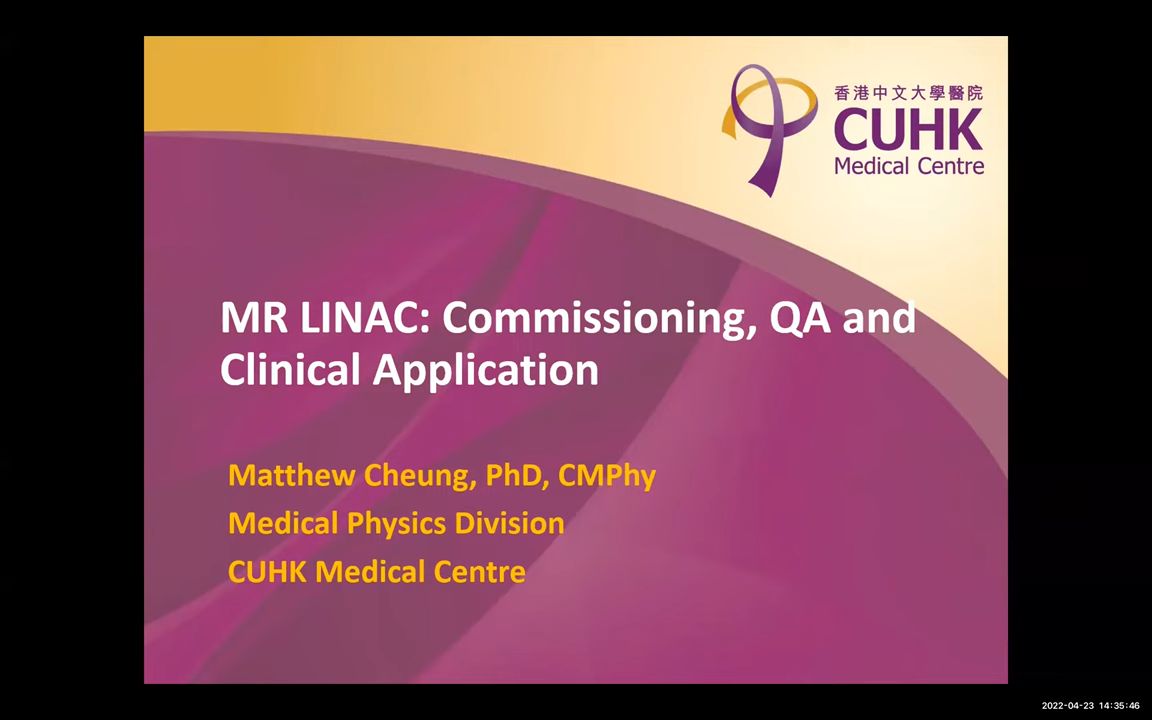 香港中文大學醫院
CUHK
Medical Centre
MR LINAC: Commissioning, QA and
Clinical Application
Matthew Cheung, PhD, CMPhy
Medical Physics Division
CUHK Medical Centre
2022-04-23 14:35:46